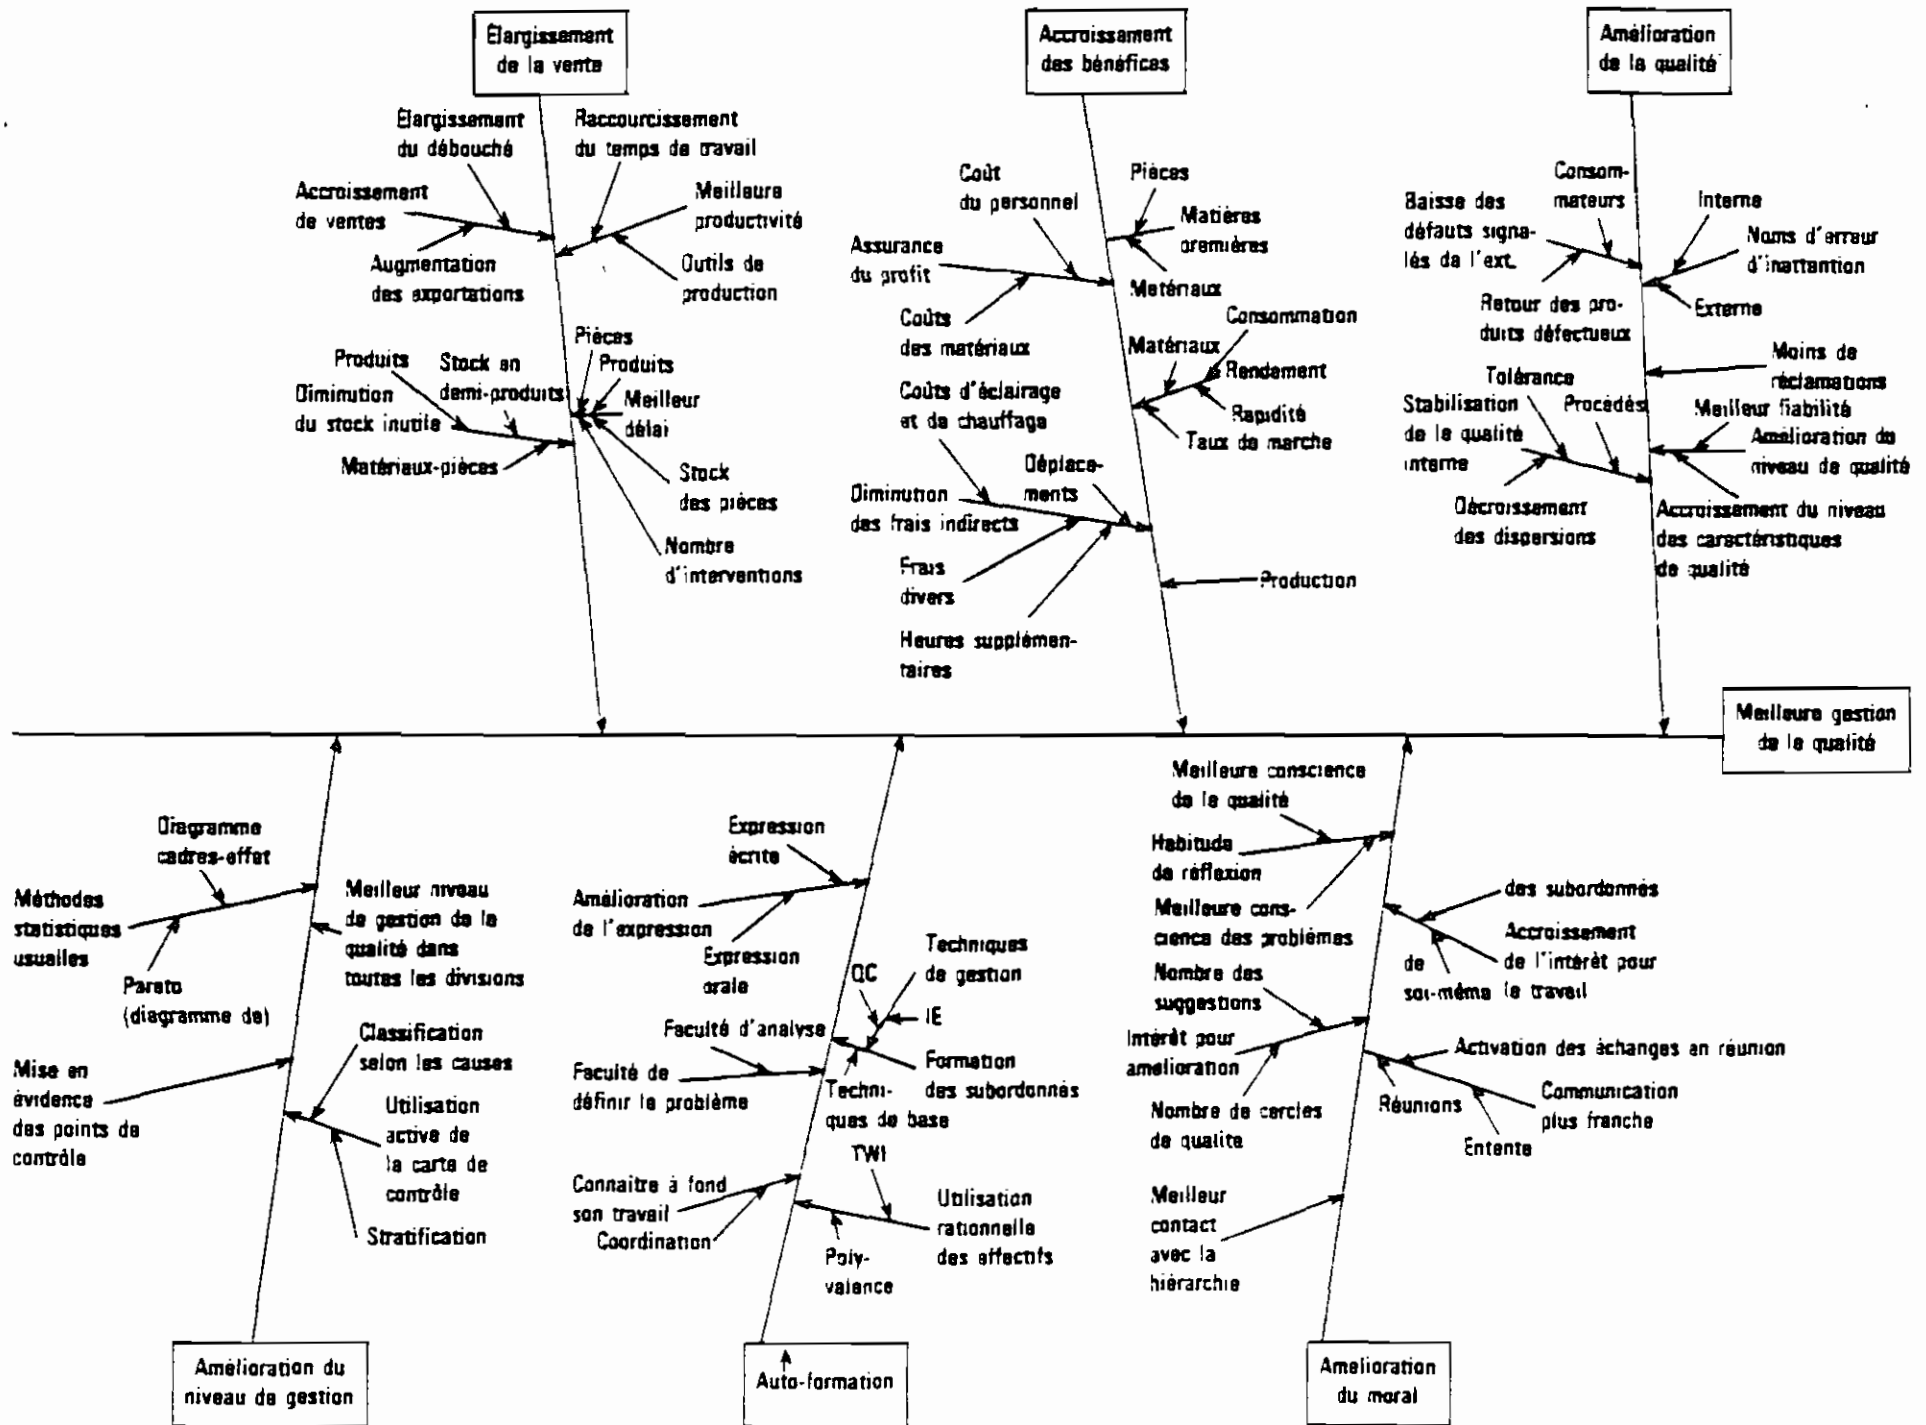 Élargissement
de la vente
Accroissement
des bénéfices
Amélioration
de la qualité
Élargissement
du débouché
Raccourcissement
du temps de travail
Accroissement
de ventes
Meilleure
productivité
Augmentation
des exportations
Outils de
production
Produits
Stock en
demi-produits
Pièces
Produits
Diminution
du stock inutile
Meilleur
délai
Matériaux-pièces
Stock
des pièces
Nombre
d'interventions
Coût
du personnel
Pièces
Matières
premières
Assurance
du profit
Matériaux
Coûts
des matériaux
Consommation
Matériaux
Rendement
Coûts d'éclairage
et de chauffage
Rapidité
Taux de marche
Déplace-
ments
Diminution
des frais indirects
Frais
divers
Production
Heures supplémen-
taires
Consom-
mateurs
Baisse des
défauts signa-
lés de l'ext.
Interne
Noms d'erreur
d'inattention
Retour des pro-
duits défectueux
Externe
Moins de
réclamations
Tolérance
Procédés
Stabilisation
de la qualité
interne
Meilleur fiabilité
Amélioration du
niveau de qualité
Décroissement
des dispersions
Accroissement du niveau
des caractéristiques
de qualité
Meilleure gestion
de la qualité
Diagramme
cadres-effet
Méthodes
statistiques
usuelles
Meilleur niveau
de gestion de la
qualité dans
toutes les divisions
Pareto
(diagramme de)
Classification
selon les causes
Mise en
évidence
des points de
contrôle
Utilisation
active de
la carte de
contrôle
Stratification
Expression
écrite
Amélioration
de l'expression
Expression
orale
QC
Techniques
de gestion
IE
Faculté d'analyse
Faculté de
définir le problème
Formation
des subordonnés
Techni-
ques de base
TWI
Connaitre à fond
son travail
Coordination
Utilisation
rationnelle
des effectifs
Poly-
valence
Meilleure conscience
de la qualité
Habitude
de réflexion
Meilleure cons-
cience des problèmes
des subordonnés
Accroissement
de l'intérêt pour
le travail
de
soi-même
Nombre des
suggestions
Intérêt pour
amelioration
Activation des échanges en réunion
Nombre de cercles
de qualite
Réunions
Communication
plus franche
Entente
Meilleur
contact
avec la
hiérarchie
Amélioration du
niveau de gestion
Auto-formation
Amelioration
du moral